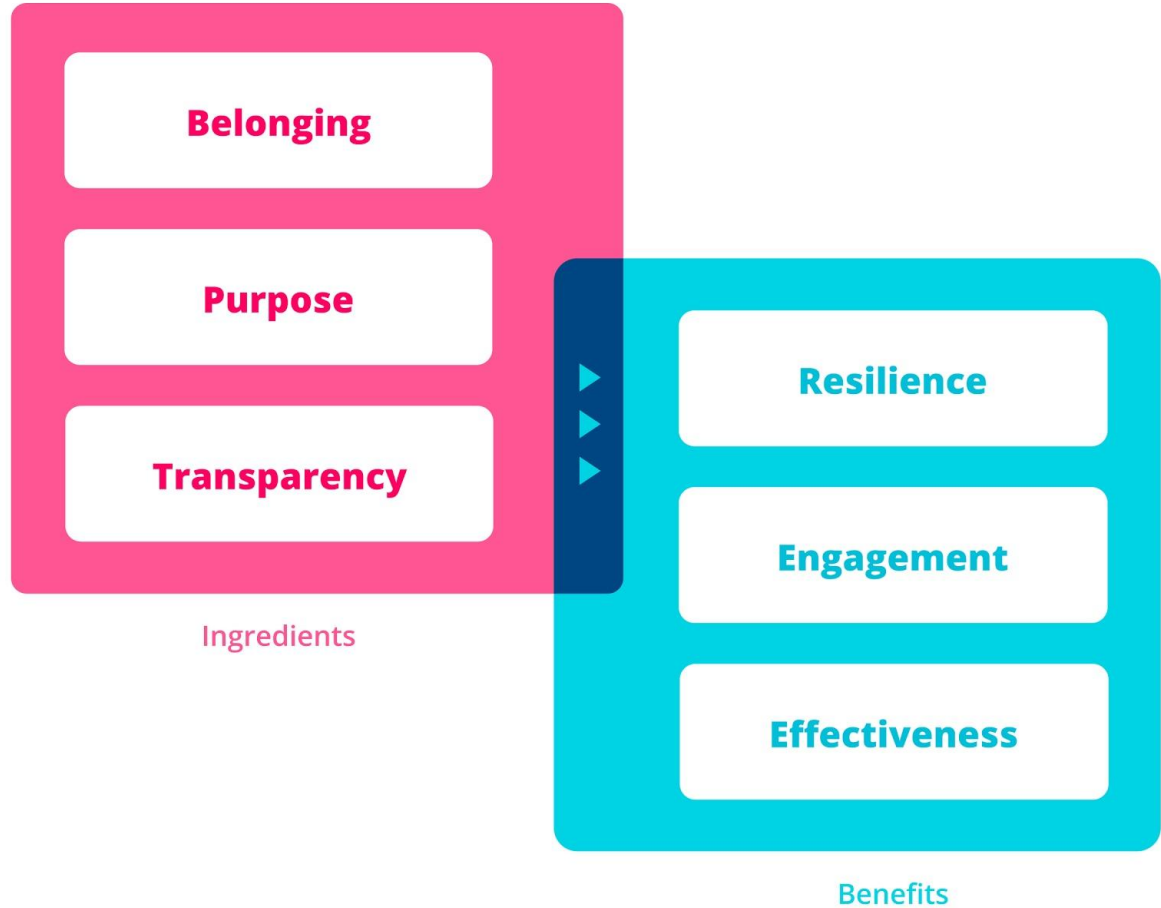 Belonging
Purpose
Transparency
Ingredients
Resilience
Engagement
Effectiveness
Benefits